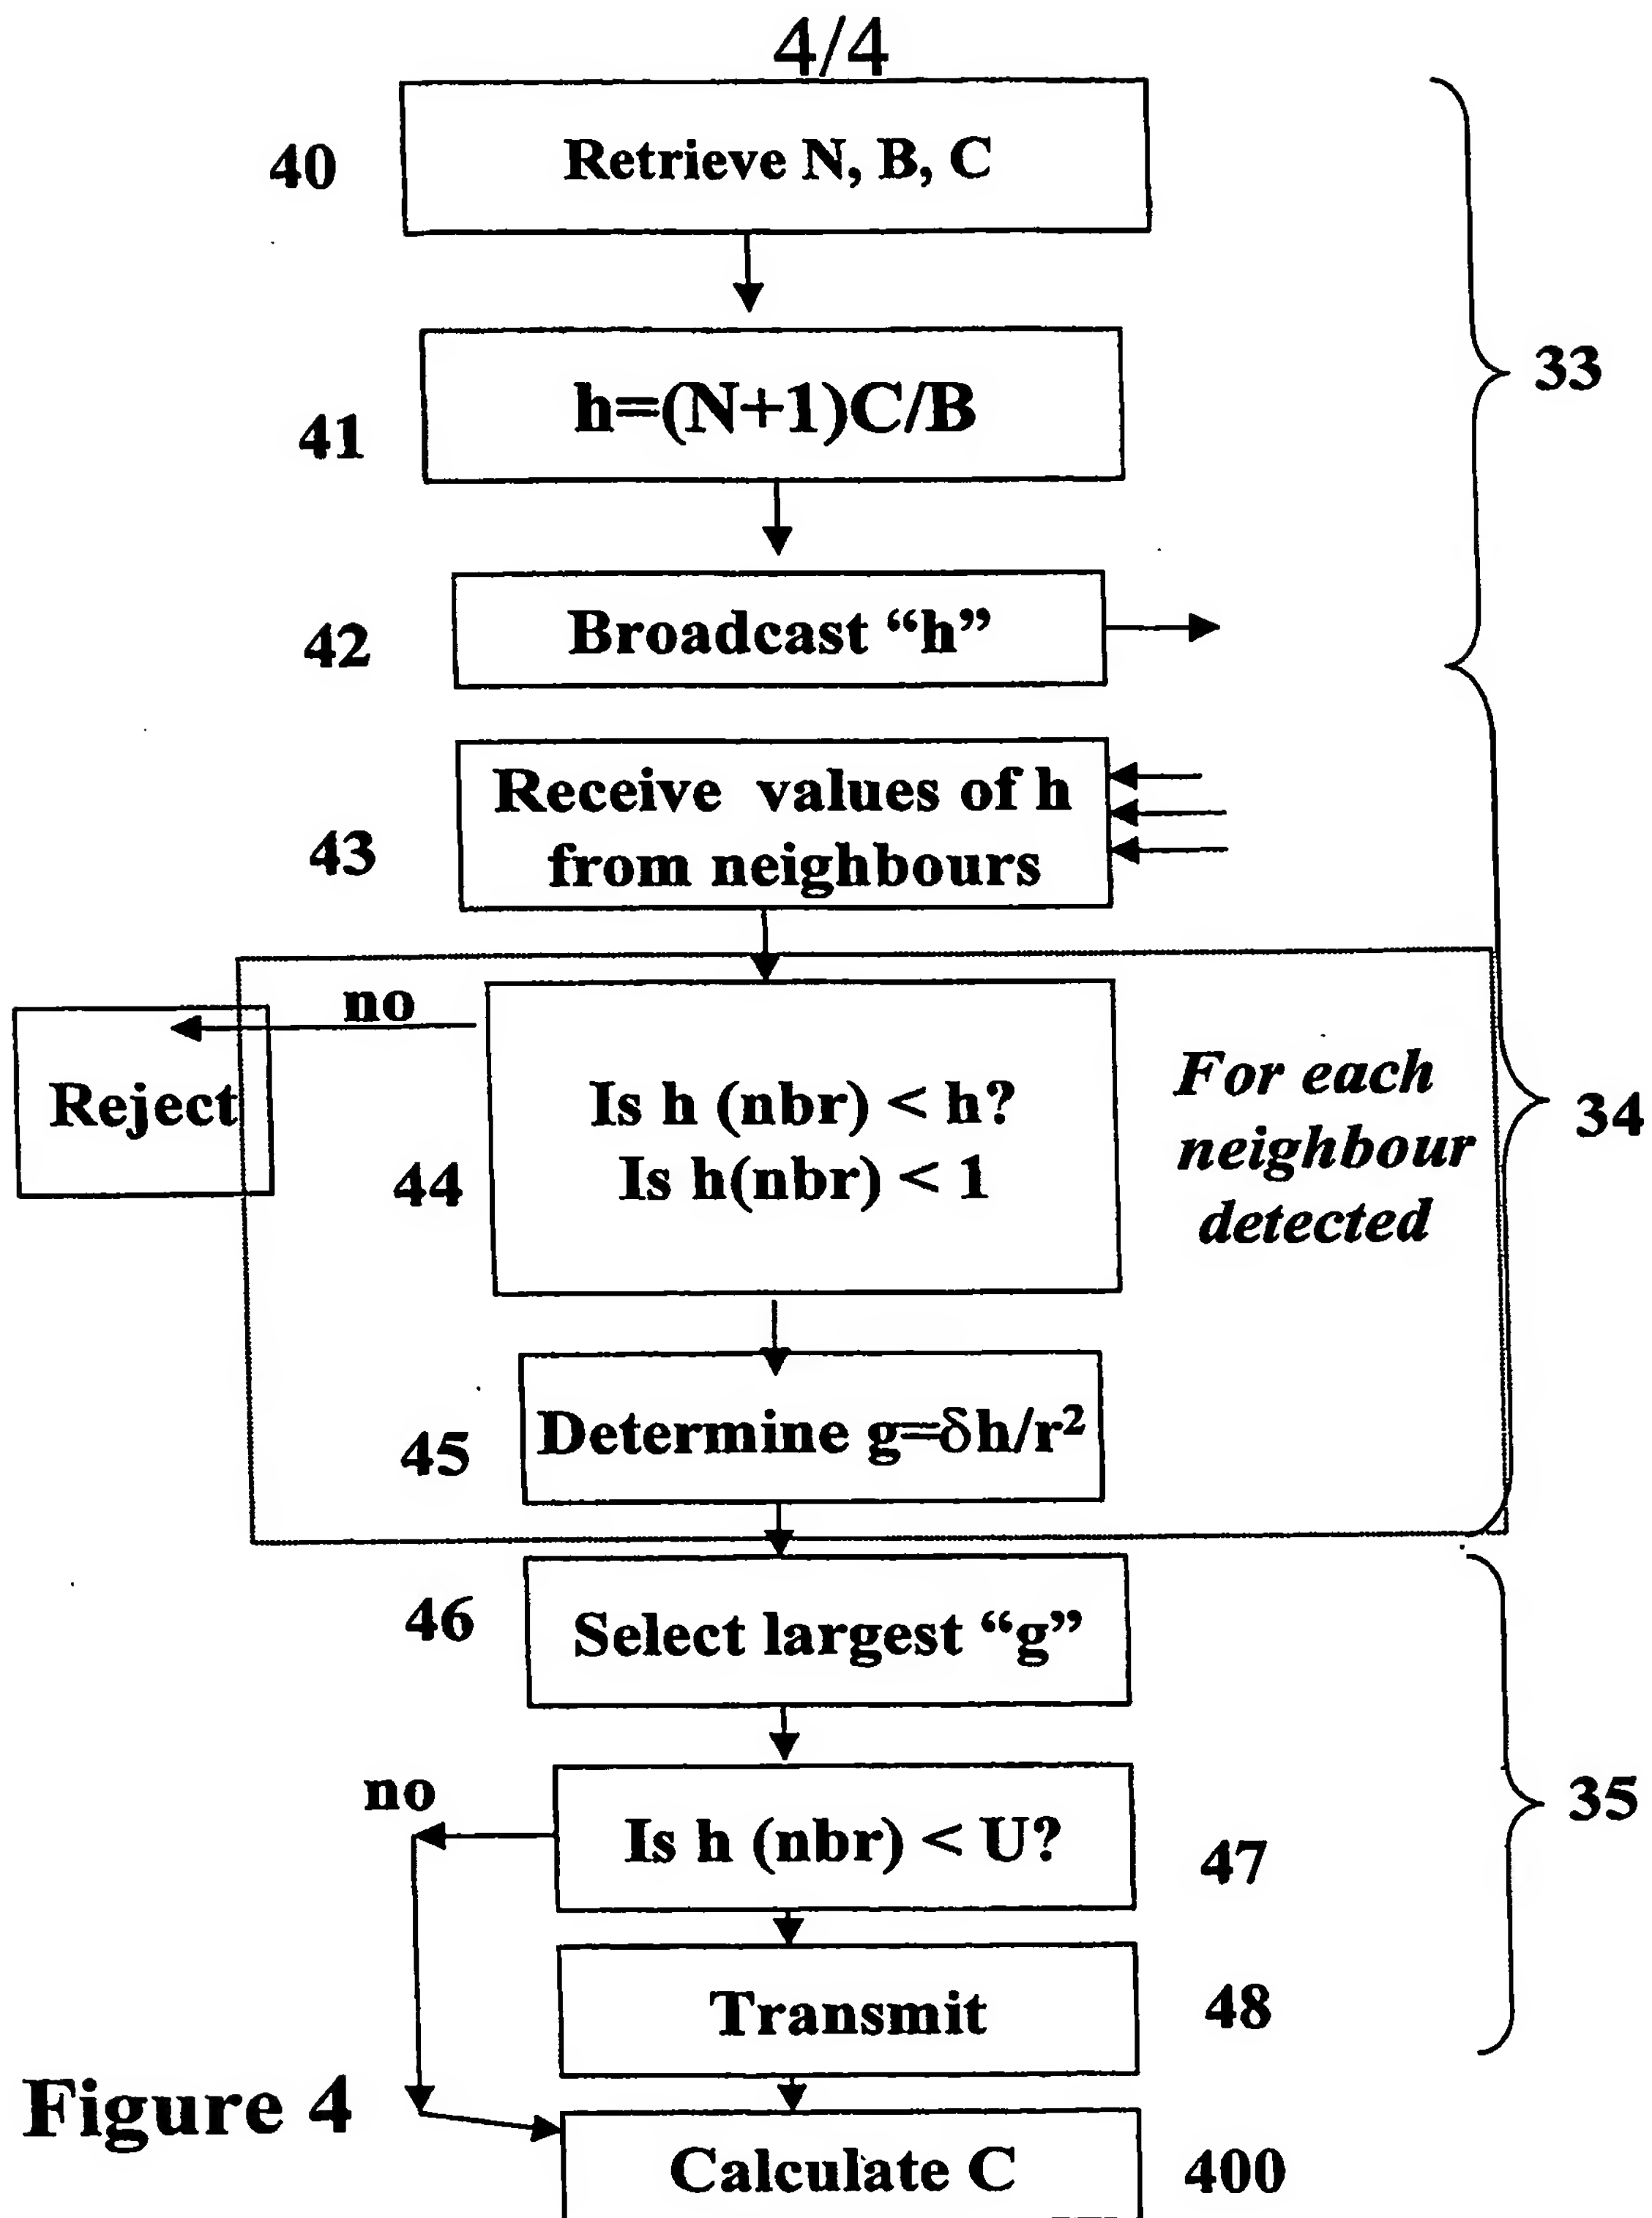 4/4
40
Retrieve N, B, C
33
41
h=(N+1)C/B
42
Broadcast “h”
43
Receive values of h
from neighbours
no
Reject
44
Is h (nbr) < h?
Is h(nbr) < 1
For each
neighbour
detected
34
45
Determine g=δh/r²
46
Select largest “g”
35
no
Is h (nbr) < U?
47
Transmit
48
Figure 4
Calculate C
400